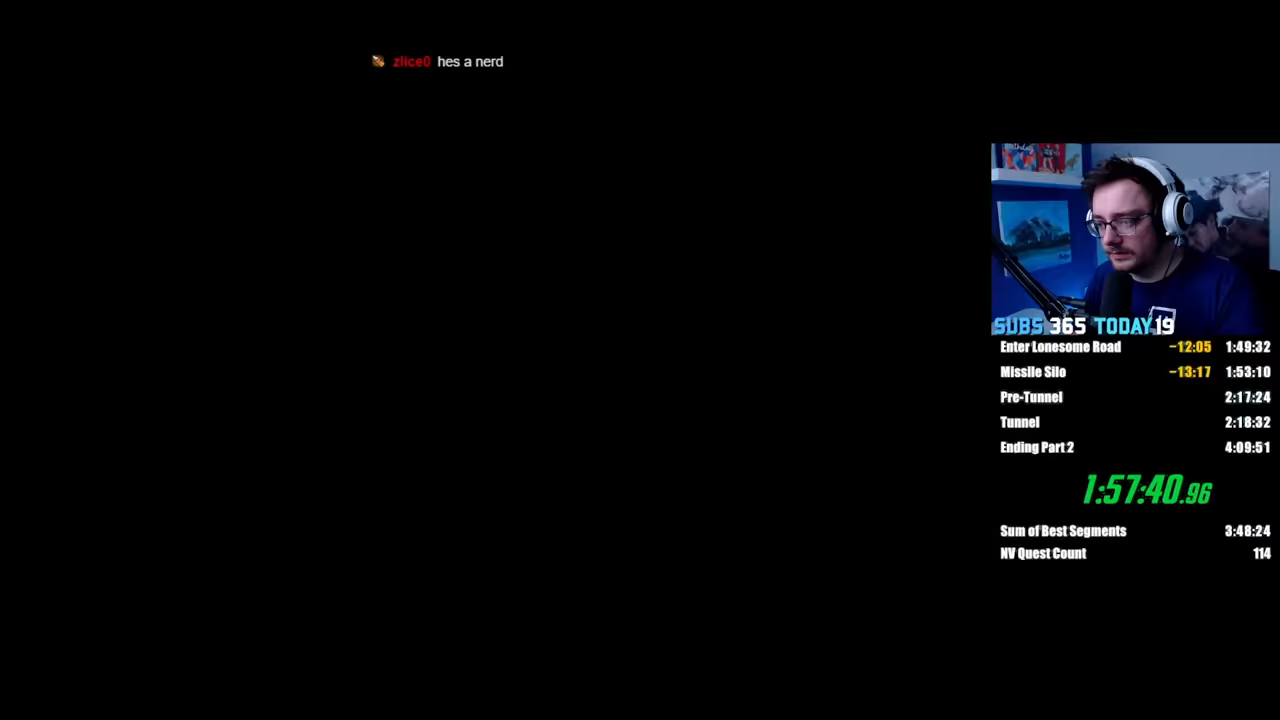 zlice0 hes a nerd
SUBS 365 TODAY 19
Enter Lonesome Road -12:05 1:49:32
Missile Silo -13:17 1:53:10
Pre-Tunnel 2:17:24
Tunnel 2:18:32
Ending Part 2 4:09:51
1:57:40.96
Sum of Best Segments 3:48:24
NV Quest Count 114